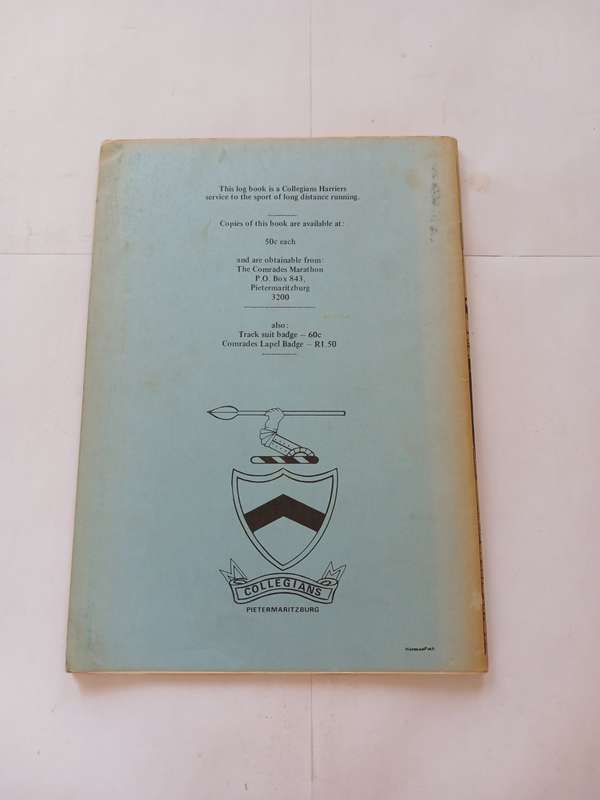 This log book is a Collegians Harriers
service to the sport of long distance running.
Copies of this book are available at:
50c each
and are obtainable from:
The Comrades Marathon
P.O. Box 843,
Pietermaritzburg
3200
also:
Track suit badge — 60c
Comrades Lapel Badge — R1.50
COLLEGIANS
PIETERMARITZBURG